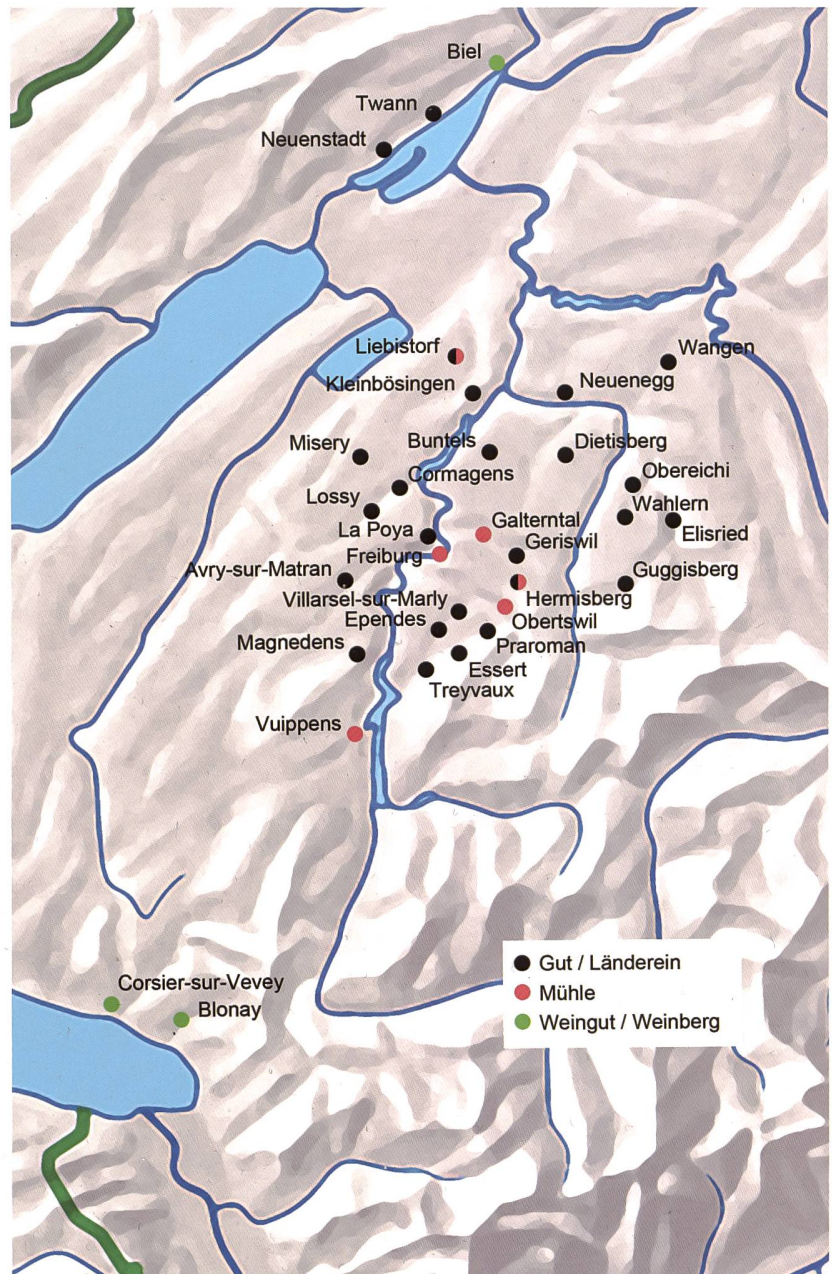 Biel
Twann
Neuenstadt
Liebistorf
Wangen
Kleinbösingen
Neuenegg
Misery
Buntels
Dietisberg
Cormagens
Obereichi
Lossy
Wahlern
La Poya
Galterntal
Elisried
Freiburg
Geriswil
Avry-sur-Matran
Guggisberg
Villarsel-sur-Marly
Hermisberg
Ependes
Obertswil
Magnedens
Praroman
Essert
Treyvaux
Vuippens
Gut / Länderein
Mühle
Weingut / Weinberg
Corsier-sur-Vevey
Blonay